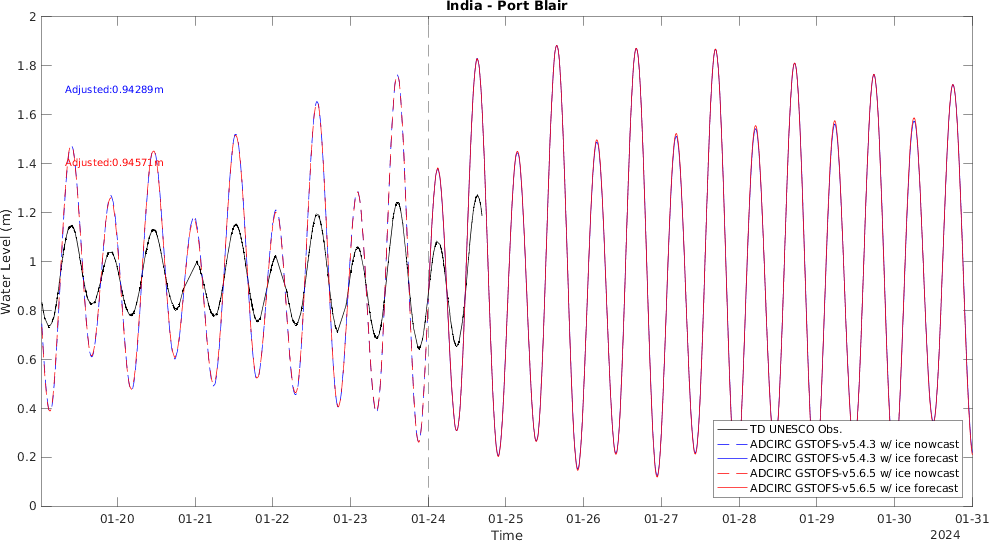 India - Port Blair
2
1.8
1.6
1.4
1.2
1
0.8
0.6
0.4
0.2
0
Water Level (m)
Adjusted:0.94289m
Adjusted:0.94571m
TD UNESCO Obs.
ADCIRC GSTOFS-v5.4.3 w/ ice nowcast
ADCIRC GSTOFS-v5.4.3 w/ ice forecast
ADCIRC GSTOFS-v5.6.5 w/ ice nowcast
ADCIRC GSTOFS-v5.6.5 w/ ice forecast
01-20 01-21 01-22 01-23 01-24 01-25 01-26 01-27 01-28 01-29 01-30 01-31
Time
2024